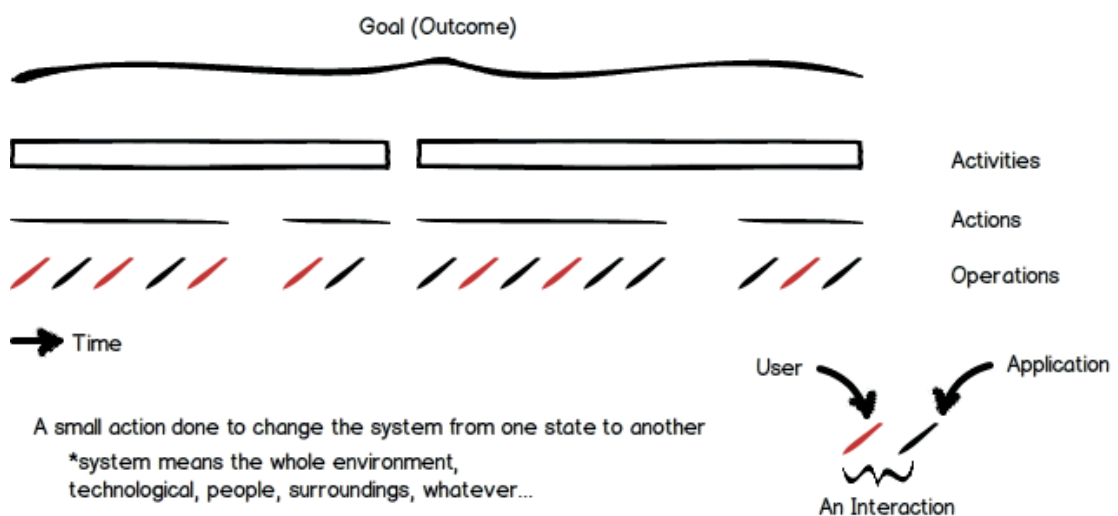 Goal (Outcome)
Activities
Actions
Operations
Time
User
Application
A small action done to change the system from one state to another
*system means the whole environment,
technological, people, surroundings, whatever...
An Interaction